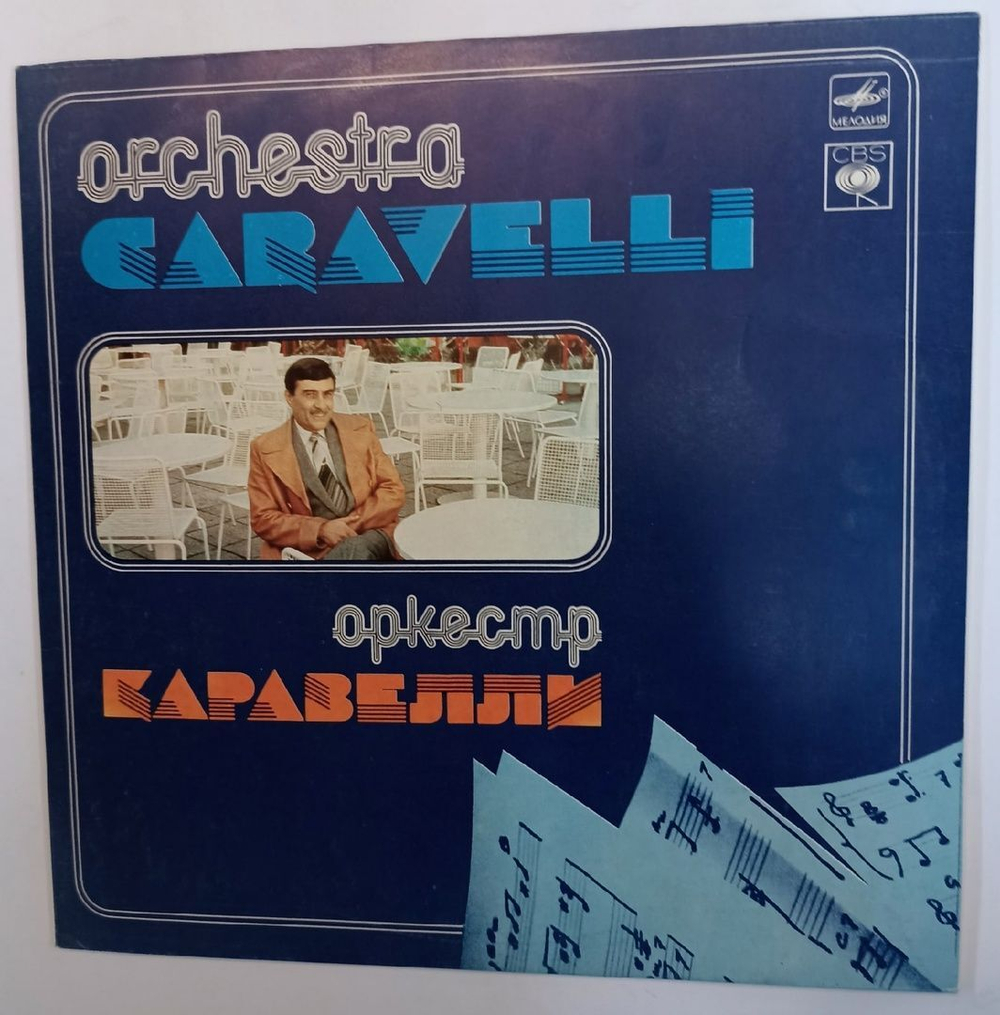 orchestra
CARAVELLi
МЕЛОДИЯ
CBS
оркестр
КАРАВЕЛЛИ